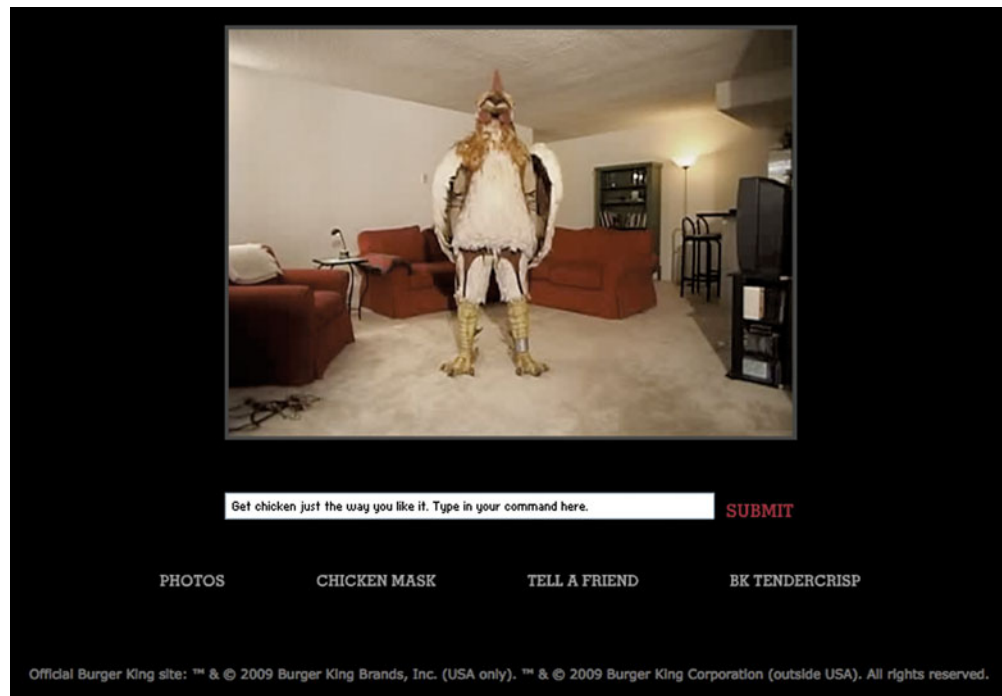 Get chicken just the way you like it. Type in your command here.
SUBMIT
PHOTOS
CHICKEN MASK
TELL A FRIEND
BK TENDERCRISP
Official Burger King site: ™ & © 2009 Burger King Brands, Inc. (USA only). ™ & © 2009 Burger King Corporation (outside USA). All rights reserved.